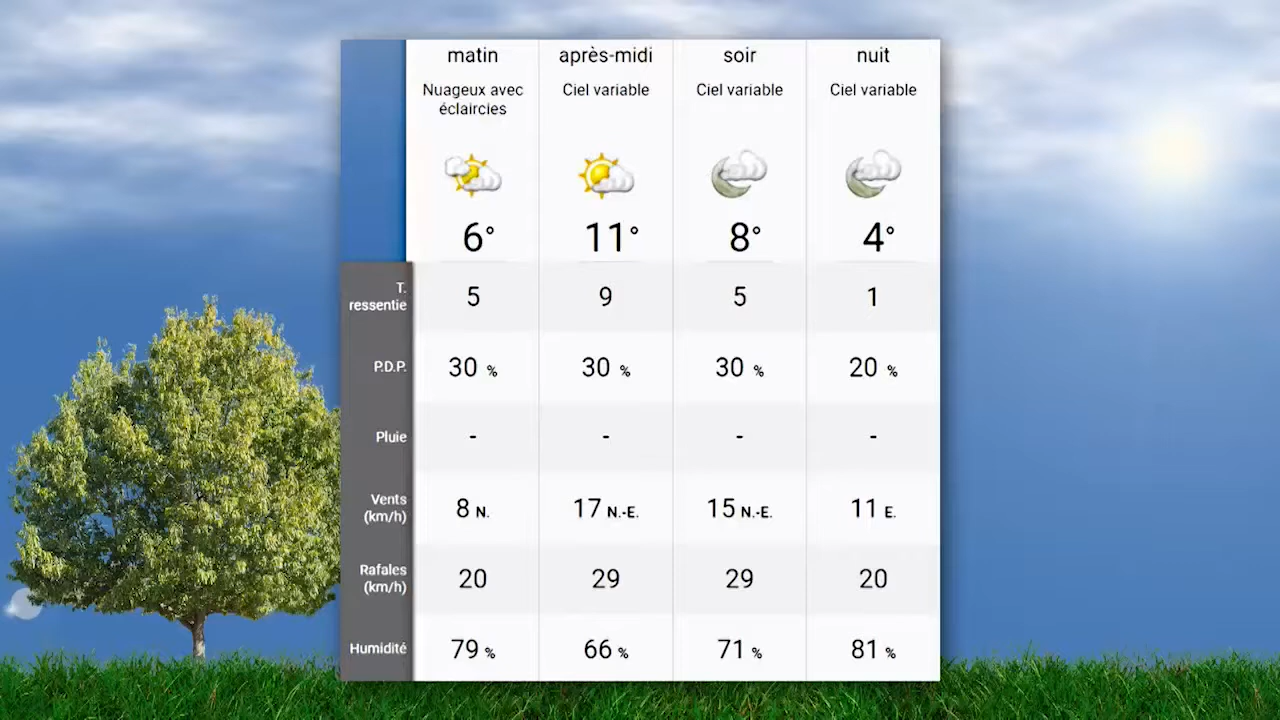 matin après-midi soir nuit
Nuageux avec éclaircies Ciel variable Ciel variable Ciel variable
6° 11° 8° 4°
T. ressentie 5 9 5 1
P.D.P. 30 % 30 % 30 % 20 %
Pluie - - - -
Vents (km/h) 8 N. 17 N.-E. 15 N.-E. 11 E.
Rafales (km/h) 20 29 29 20
Humidité 79 % 66 % 71 % 81 %